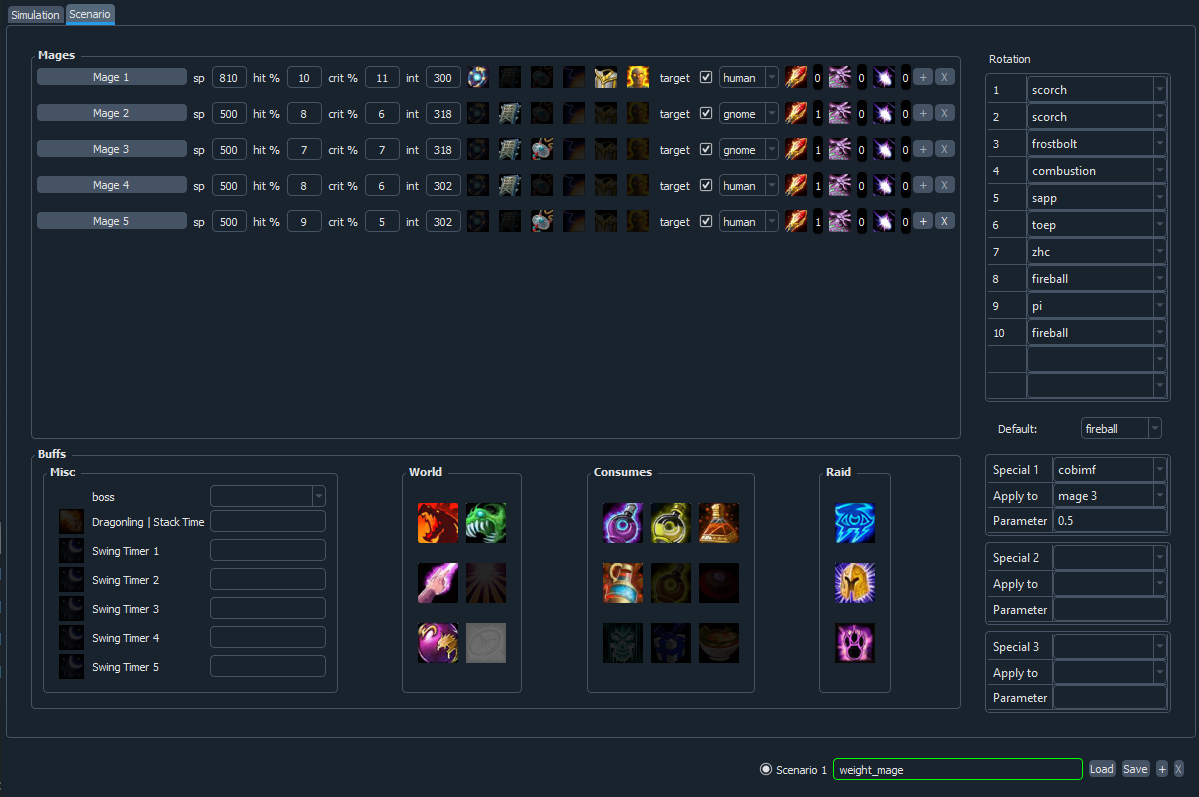 Simulation Scenario
Mages
Mage 1 sp 810 hit % 10 crit % 11 int 300 target human 0 0 0 + X
Mage 2 sp 500 hit % 8 crit % 6 int 318 target gnome 1 0 0 + X
Mage 3 sp 500 hit % 7 crit % 7 int 318 target gnome 1 0 0 + X
Mage 4 sp 500 hit % 8 crit % 6 int 302 target human 1 0 0 + X
Mage 5 sp 500 hit % 9 crit % 5 int 302 target human 1 0 0 + X
Rotation
1 scorch
2 scorch
3 frostbolt
4 combustion
5 sapp
6 toep
7 zhc
8 fireball
9 pi
10 fireball
Default: fireball
Buffs
Misc
boss
Dragonling | Stack Time
Swing Timer 1
Swing Timer 2
Swing Timer 3
Swing Timer 4
Swing Timer 5
World
Consumes
Raid
Special 1 cobimf
Apply to mage 3
Parameter 0.5
Special 2
Apply to
Parameter
Special 3
Apply to
Parameter
Scenario 1 weight_mage Load Save + X